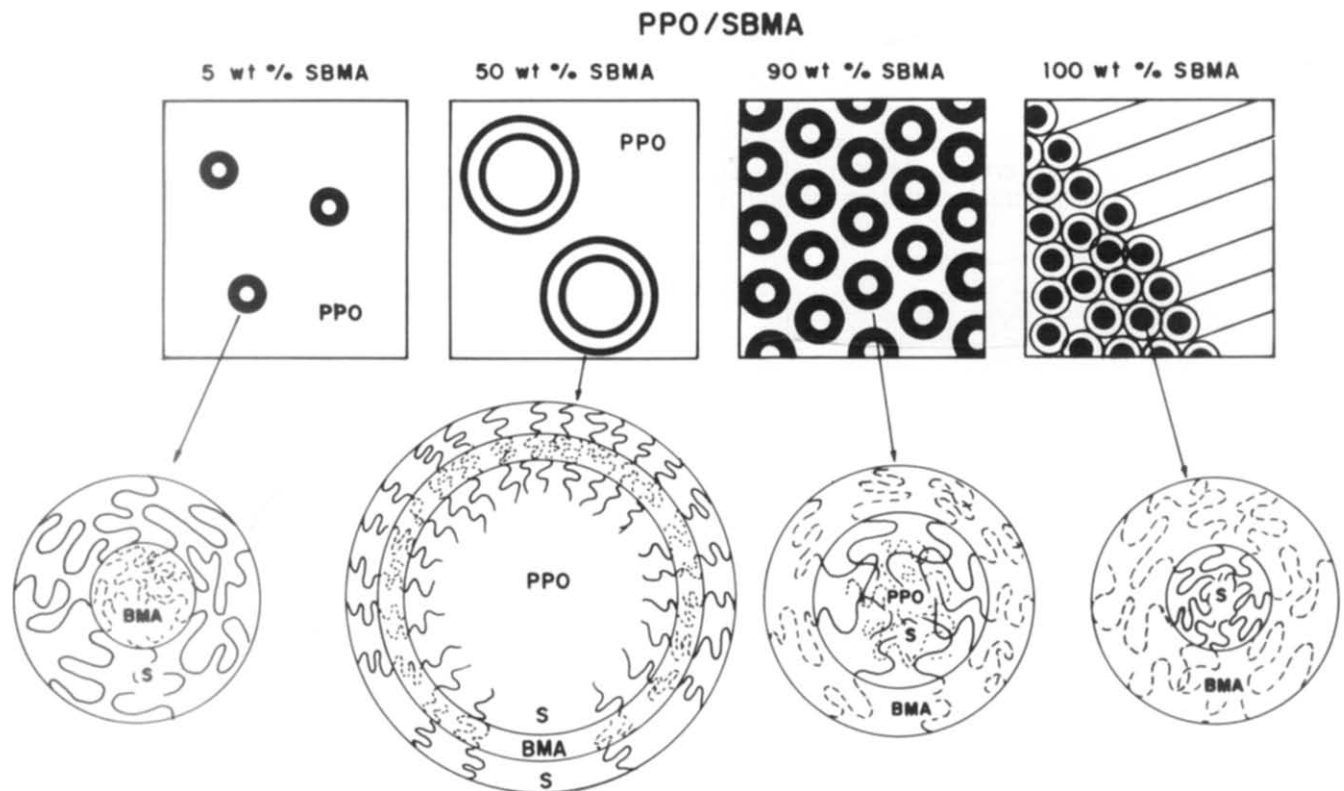 PPO/SBMA
5 wt % SBMA
50 wt % SBMA
90 wt % SBMA
100 wt % SBMA
PPO
PPO
BMA
S
PPO
S
BMA
S
PPO
S
BMA
S
BMA